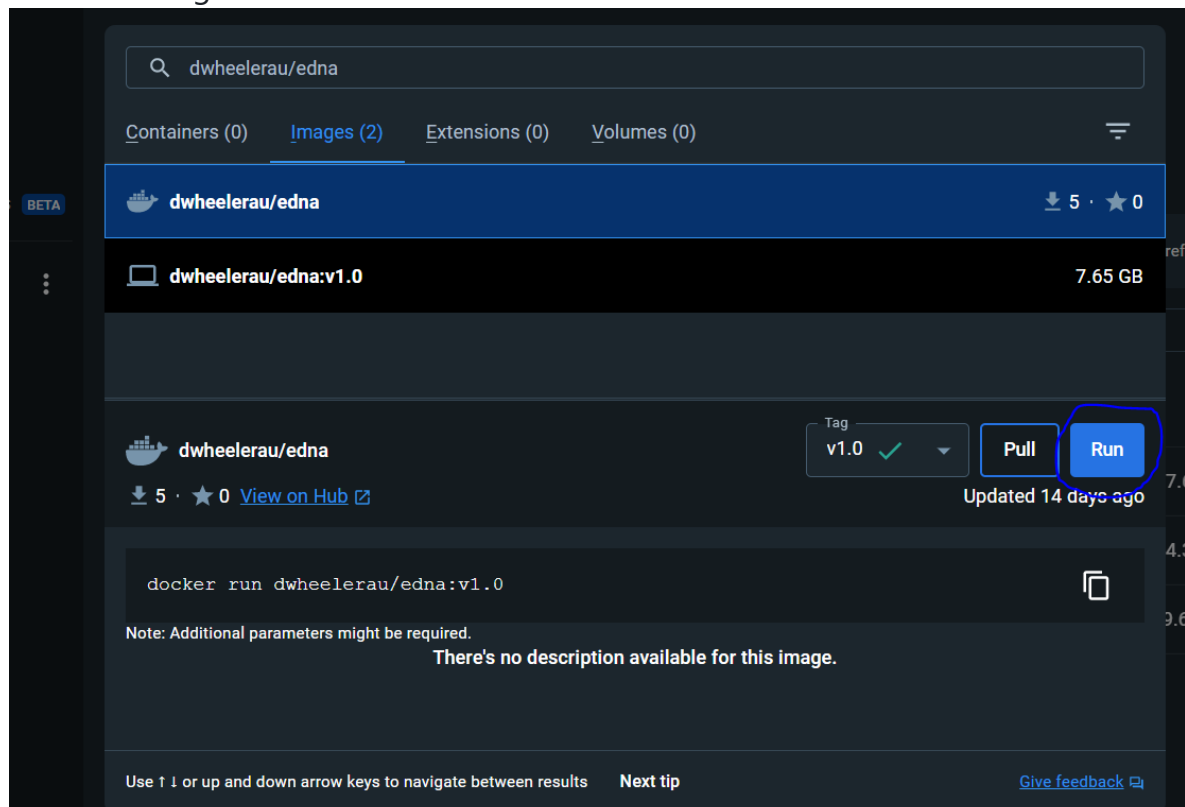 dwheelerau/edna
Containers (0) Images (2) Extensions (0) Volumes (0)
BETA
dwheelerau/edna 5 · 0
ref
dwheelerau/edna:v1.0 7.65 GB
Tag
dwheelerau/edna v1.0 Pull Run
5 · 0 View on Hub Updated 14 days ago
docker run dwheelerau/edna:v1.0
Note: Additional parameters might be required.
There's no description available for this image.
Use ↑ ↓ or up and down arrow keys to navigate between results Next tip Give feedback